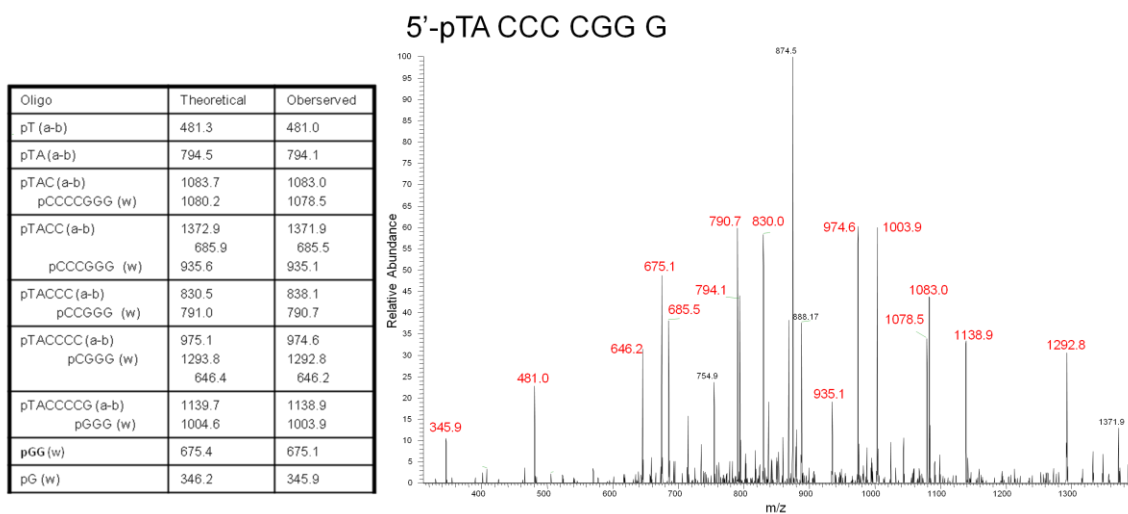 5'-pTA CCC CGG G
Oligo Theoretical Oberserved
pT (a-b) 481.3 481.0
pTA (a-b) 794.5 794.1
pTAC (a-b) 1083.7 1083.0
pCCCCGGG (w) 1080.2 1078.5
pTACC (a-b) 1372.9 1371.9
685.9 685.5
pCCCGGG (w) 935.6 935.1
pTACCC (a-b) 830.5 838.1
pCCGGG (w) 791.0 790.7
pTACCCC (a-b) 975.1 974.6
pCGGG (w) 1293.8 1292.8
646.4 646.2
pTACCCCG (a-b) 1139.7 1138.9
pGGG (w) 1004.6 1003.9
pGG (w) 675.4 675.1
pG (w) 346.2 345.9
Relative Abundance
100
95
90
85
80
75
70
65
60
55
50
45
40
35
30
25
20
15
10
5
0
874.5
790.7
830.0
974.6
1003.9
675.1
794.1
685.5
1083.0
888.17
1078.5
1138.9
646.2
1292.8
754.9
481.0
935.1
345.9
1371.9
400 500 600 700 800 900 1000 1100 1200 1300
m/z